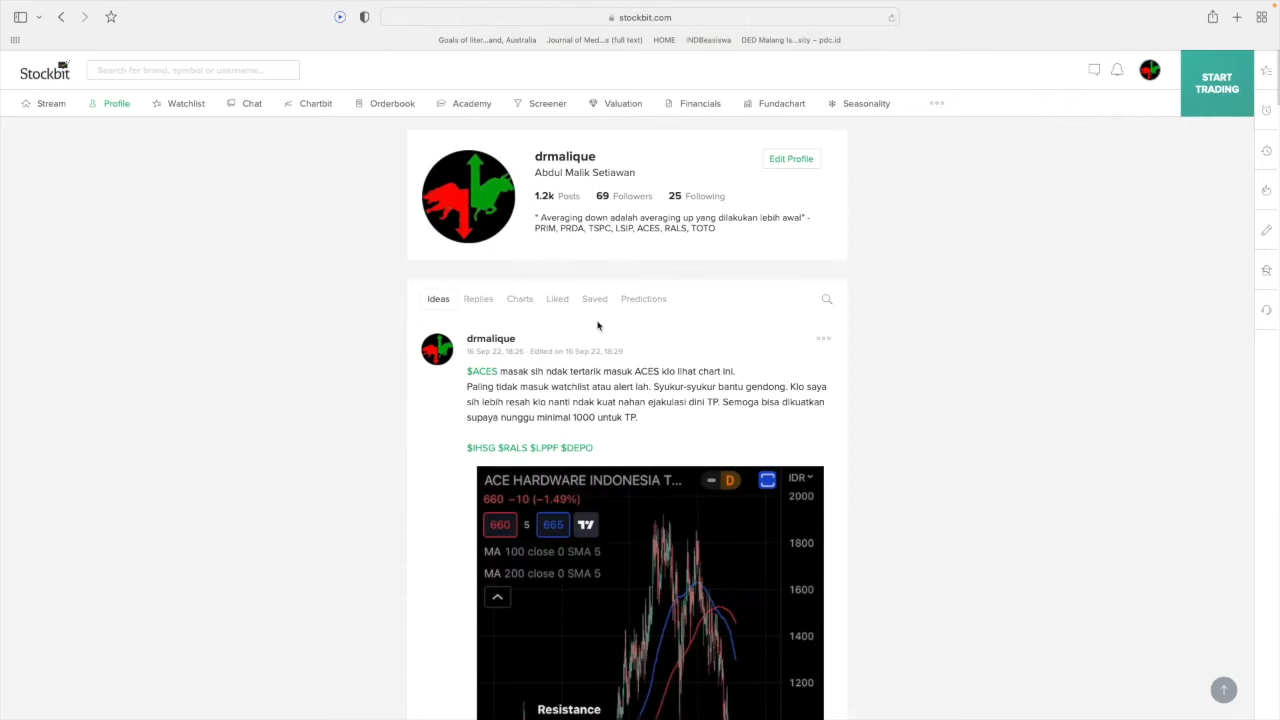 stockbit.com
Goals of liter...and, Australia
Journal of Med...s (full text)
HOME
INDBeasiswa
DED Malang Is...sity – pdc.id
Stockbit
Search for brand, symbol or username..
START
TRADING
Stream
Profile
Watchlist
Chat
Chartbit
Orderbook
Academy
Screener
Valuation
Financials
Fundachart
Seasonality
drmalique
Edit Profile
Abdul Malik Setiawan
1.2k Posts 69 Followers 25 Following
" Averaging down adalah averaging up yang dilakukan lebih awal" -
PRIM, PRDA, TSPC, LSIP, ACES, RALS, TOTO
Ideas
Replies
Charts
Liked
Saved
Predictions
drmalique
16 Sep 22, 18:26 · Edited on 16 Sep 22, 18:29
$ACES masak sih ndak tertarik masuk ACES klo lihat chart ini.
Paling tidak masuk watchlist atau alert lah. Syukur-syukur bantu gendong. Klo saya
sih lebih resah klo nanti ndak kuat nahan ejakulasi dini TP. Semoga bisa dikuatkan
supaya nunggu minimal 1000 untuk TP.
$IHSG $RALS $LPPF $DEPO
ACE HARDWARE INDONESIA T...
D
IDR
660 −10 (−1.49%)
2000
660 5 665
1800
MA 100 close 0 SMA 5
MA 200 close 0 SMA 5
1600
1400
1200
Resistance